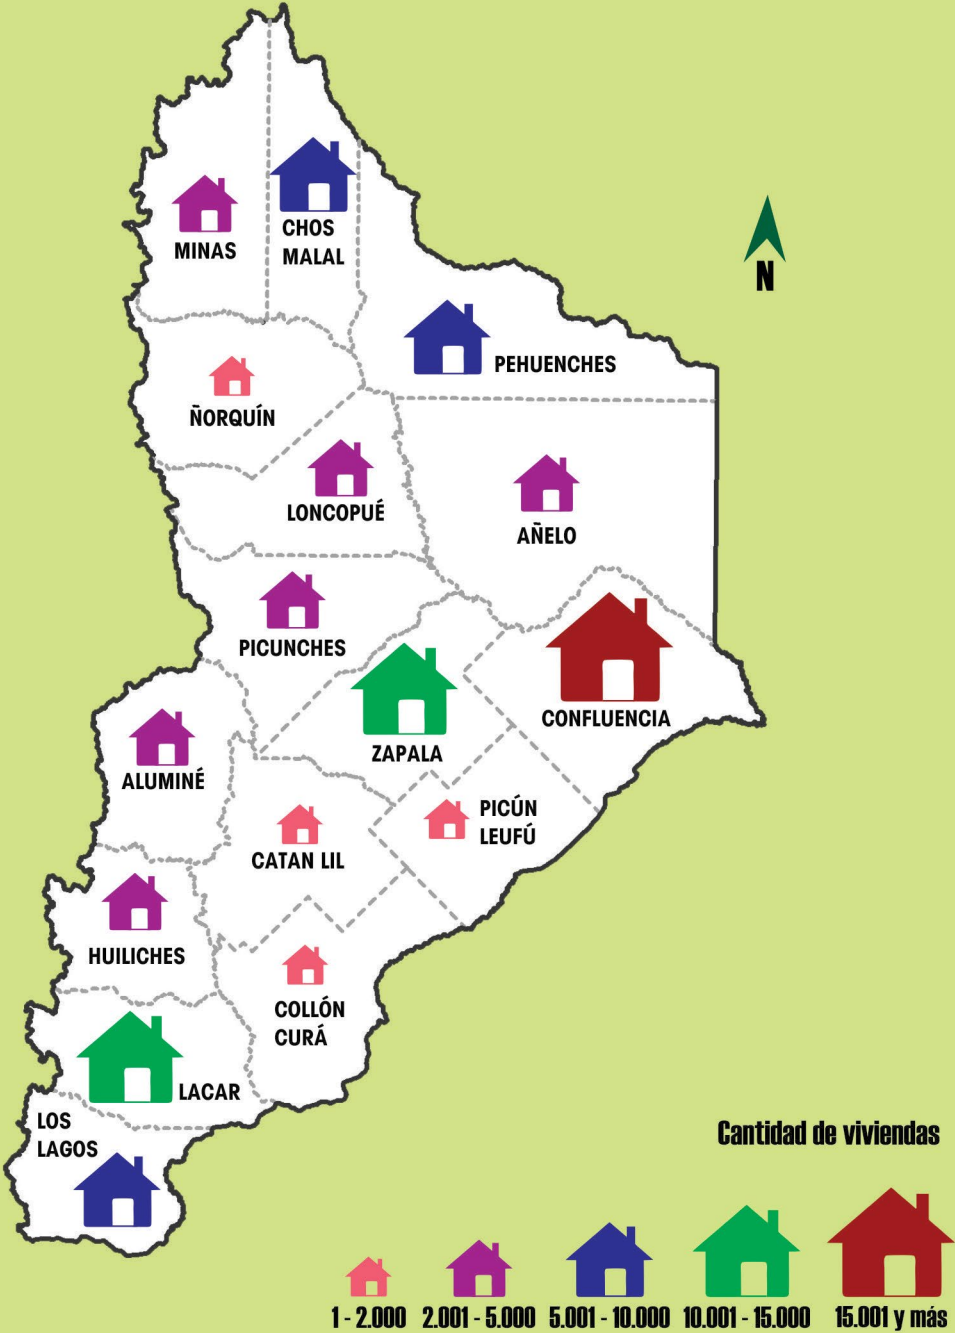 MINAS
CHOS
MALAL
N
PEHUENCHES
ÑORQUÍN
LONCOPUÉ
AÑELO
PICUNCHES
CONFLUENCIA
ZAPALA
ALUMINÉ
PICÚN
LEUFÚ
CATAN LIL
HUILICHES
COLLÓN
CURÁ
LACAR
LOS
LAGOS
Cantidad de viviendas
1 - 2.000 2.001 - 5.000 5.001 - 10.000 10.001 - 15.000 15.001 y más